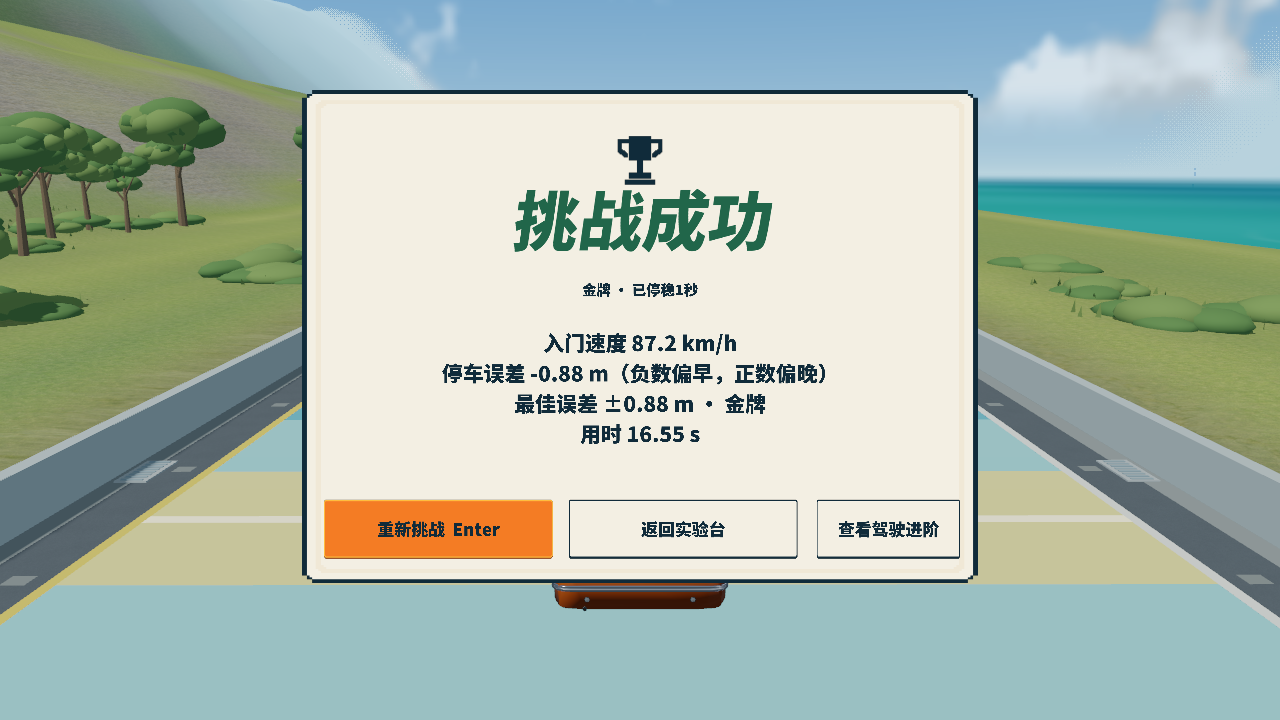 挑战成功
金牌 · 已停稳1秒
入门速度 87.2 km/h
停车误差 -0.88 m（负数偏早，正数偏晚）
最佳误差 ±0.88 m · 金牌
用时 16.55 s
重新挑战 Enter
返回实验台
查看驾驶进阶